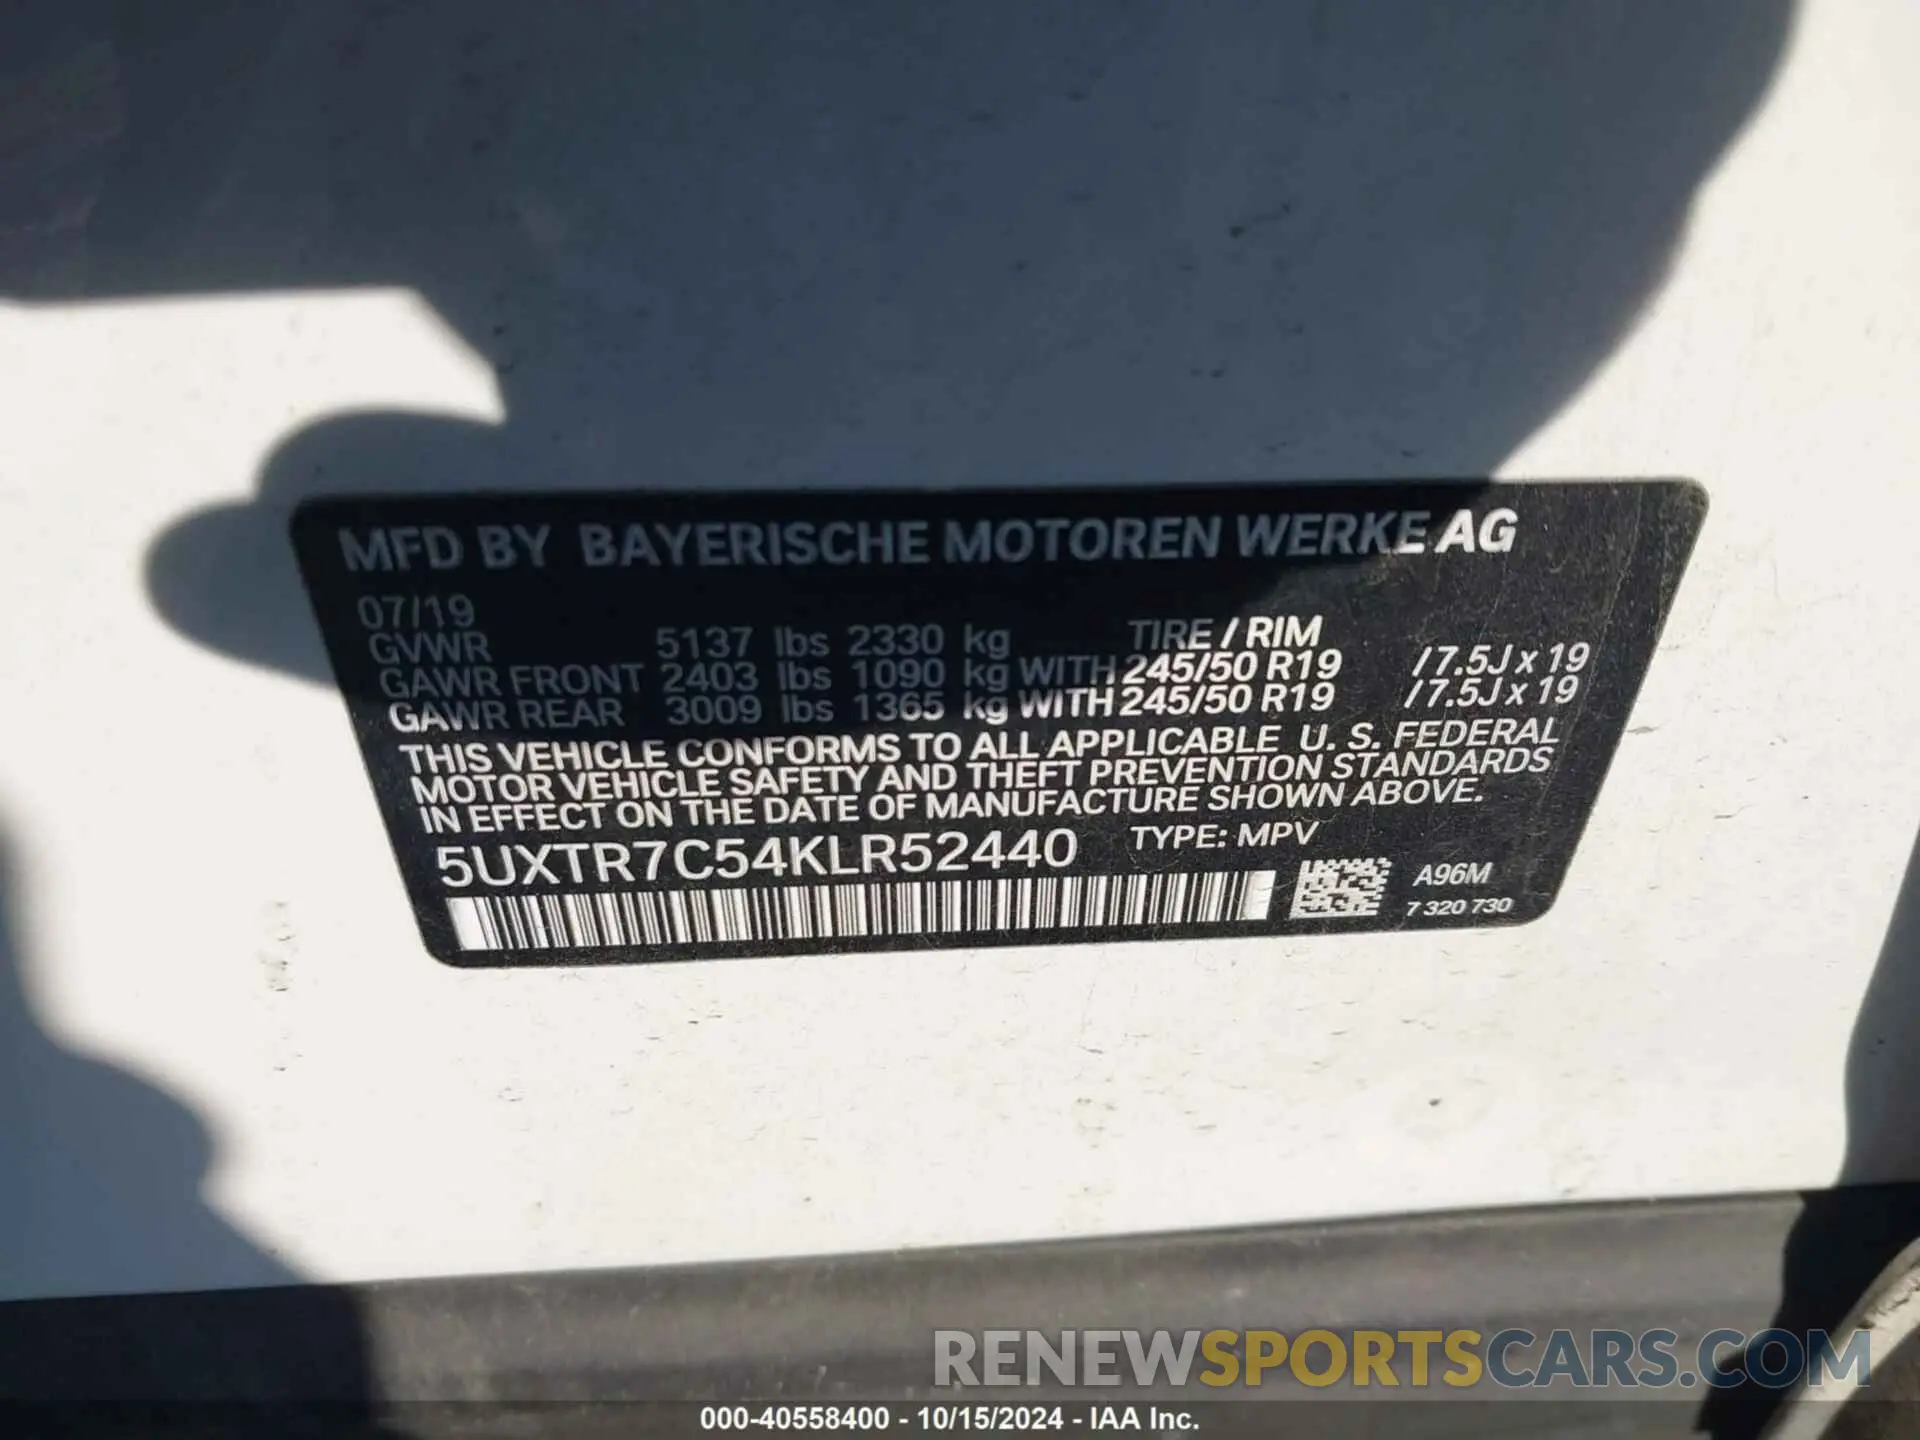 MFD BY BAYERISCHE MOTOREN WERKE AG
07/19
GVWR 5137 lbs 2330 kg TIRE / RIM
GAWR FRONT 2403 lbs 1090 kg WITH 245/50 R19 /7.5J x 19
GAWR REAR 3009 lbs 1365 kg WITH 245/50 R19 /7.5J x 19
THIS VEHICLE CONFORMS TO ALL APPLICABLE U. S. FEDERAL
MOTOR VEHICLE SAFETY AND THEFT PREVENTION STANDARDS
IN EFFECT ON THE DATE OF MANUFACTURE SHOWN ABOVE.
5UXTR7C54KLR52440 TYPE: MPV
A96M
7 320 730
RENEWSPORTSCARS.COM
000-40558400 - 10/15/2024 - IAA Inc.